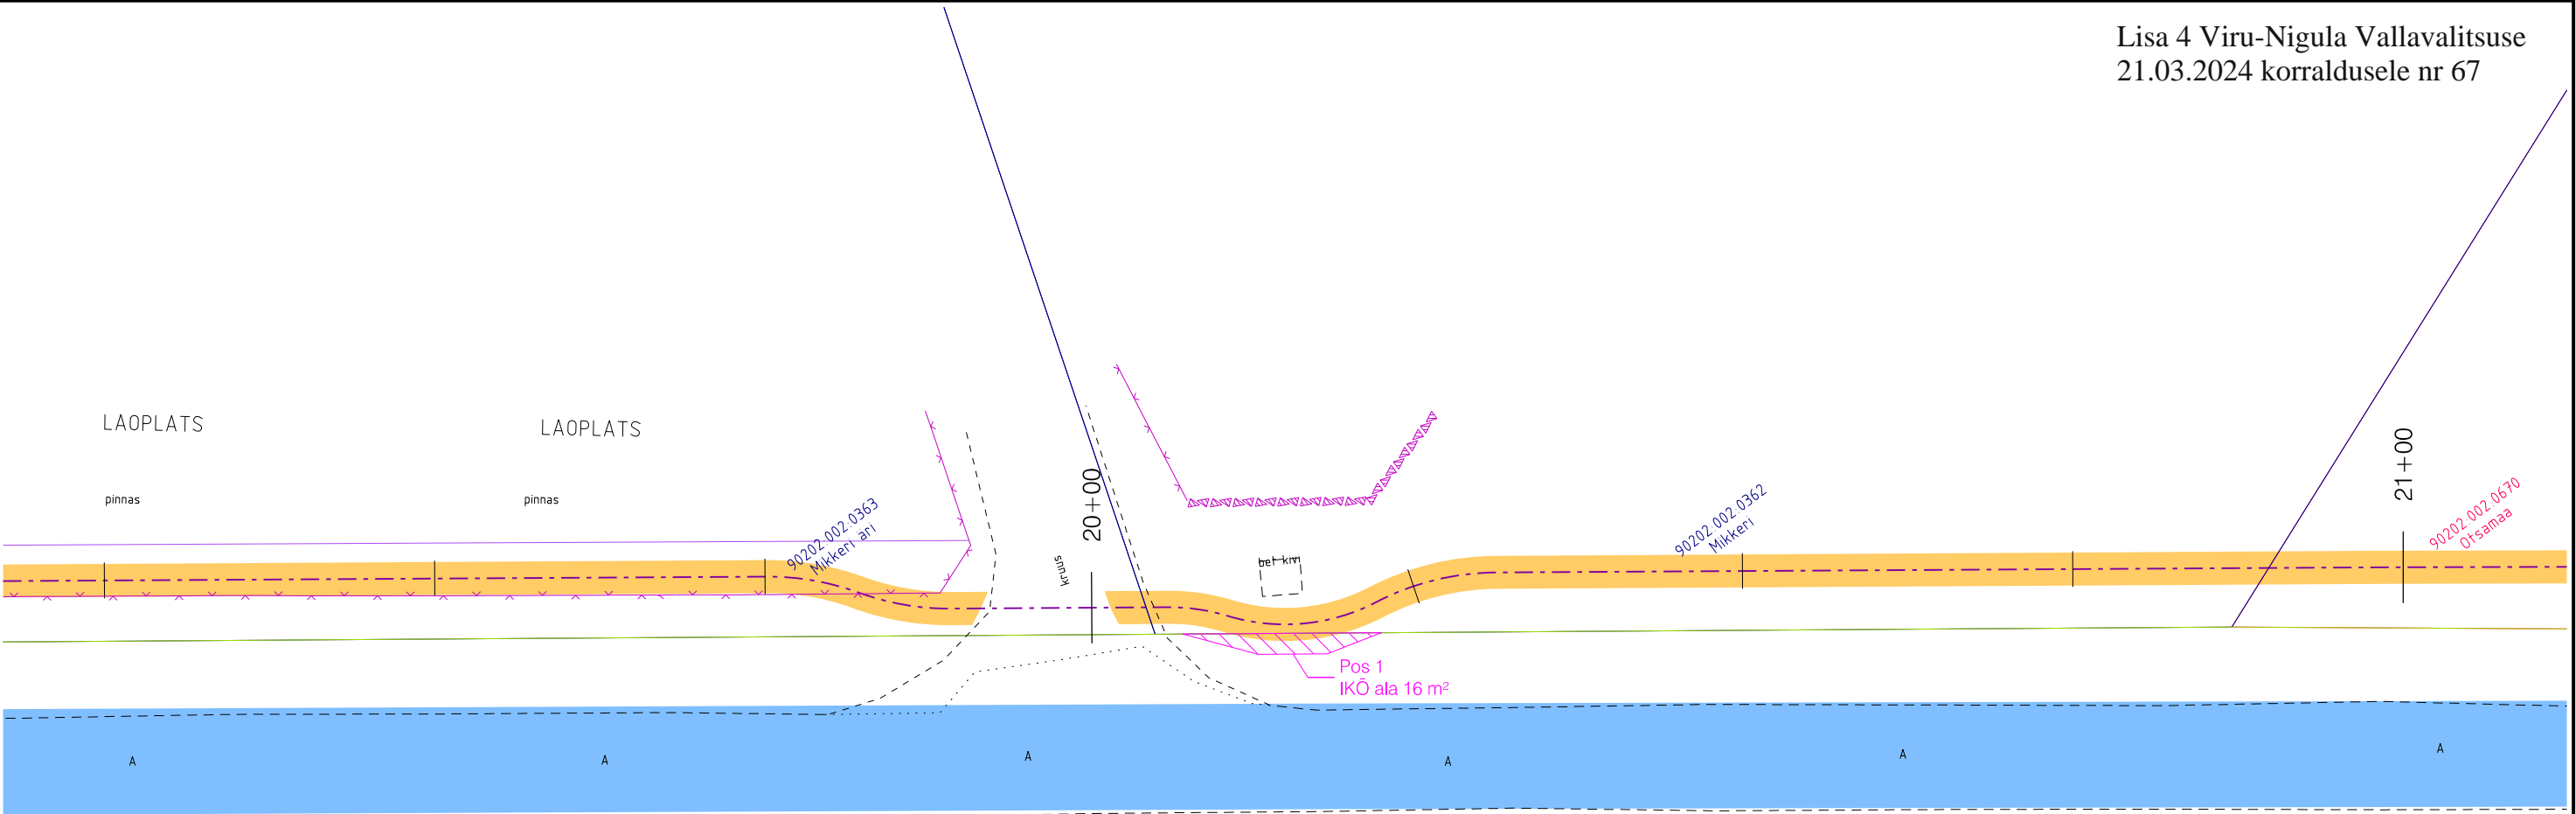 Lisa 4 Viru-Nigula Vallavalitsuse
21.03.2024 korraldusele nr 67
LAOPLATS
LAOPLATS
pinnas
pinnas
90202:002:0363
Mikkeri äri
20+00
kruus
bet kivi
90202:002:0362
Mikkeri
21+00
90202:002:0670
Otsamaa
Pos 1
IKÕ ala 16 m²
A
A
A
A
A
A